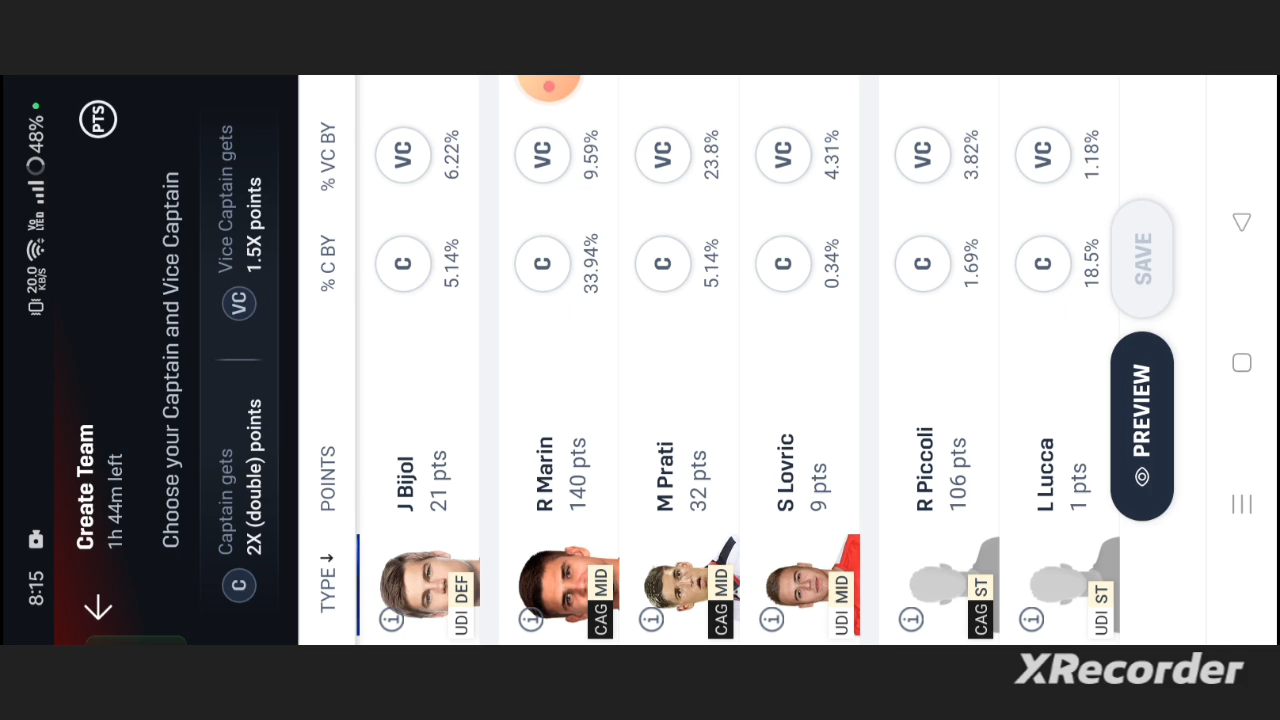 8:15
20.0 KB/S Vo LTE 48%
Create Team
1h 44m left
PTS
Choose your Captain and Vice Captain
C Captain gets
2X (double) points
VC Vice Captain gets
1.5X points
TYPE ↓ POINTS % C BY % VC BY
UDI DEF
J Bijol
21 pts
C VC
5.14% 6.22%
CAG MID
R Marin
140 pts
C VC
33.94% 9.59%
CAG MID
M Prati
32 pts
C VC
5.14% 23.8%
UDI MID
S Lovric
9 pts
C VC
0.34% 4.31%
CAG ST
R Piccoli
106 pts
C VC
1.69% 3.82%
UDI ST
L Lucca
1 pts
C VC
18.5% 1.18%
PREVIEW SAVE
XRecorder